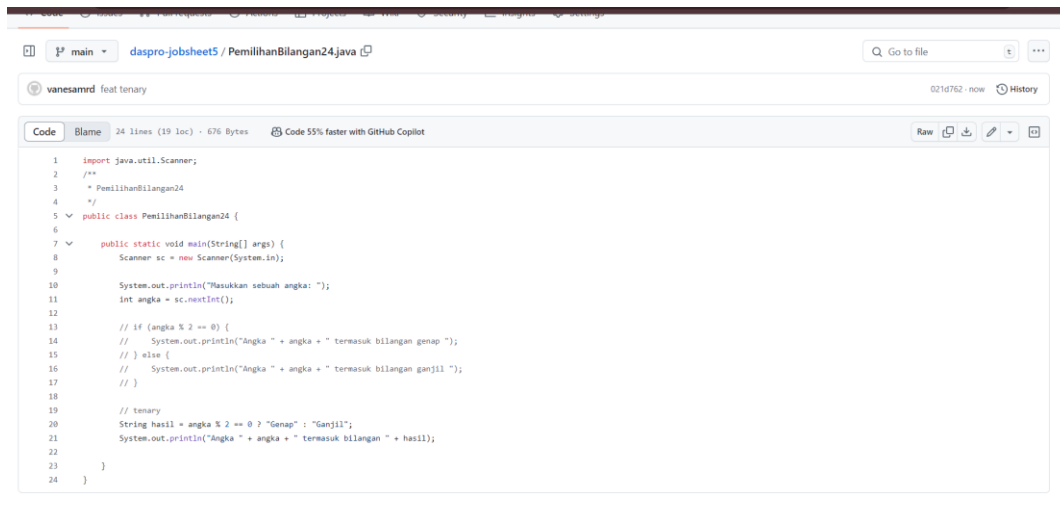 Code
main
daspro-jobsheet5 / PemilihanBilangan24.java
Go to file
t
vanesamrd feat tenary
021d762 · now
History
Code
Blame
24 lines (19 loc) · 676 Bytes
Code 55% faster with GitHub Copilot
Raw
1 import java.util.Scanner;
2 /**
3 * PemilihanBilangan24
4 */
5 public class PemilihanBilangan24 {
6
7 public static void main(String[] args) {
8 Scanner sc = new Scanner(System.in);
9
10 System.out.println("Masukkan sebuah angka: ");
11 int angka = sc.nextInt();
12
13 // if (angka % 2 == 0) {
14 // System.out.println("Angka " + angka + " termasuk bilangan genap ");
15 // } else {
16 // System.out.println("Angka " + angka + " termasuk bilangan ganjil ");
17 // }
18
19 // tenary
20 String hasil = angka % 2 == 0 ? "Genap" : "Ganjil";
21 System.out.println("Angka " + angka + " termasuk bilangan " + hasil);
22
23 }
24 }